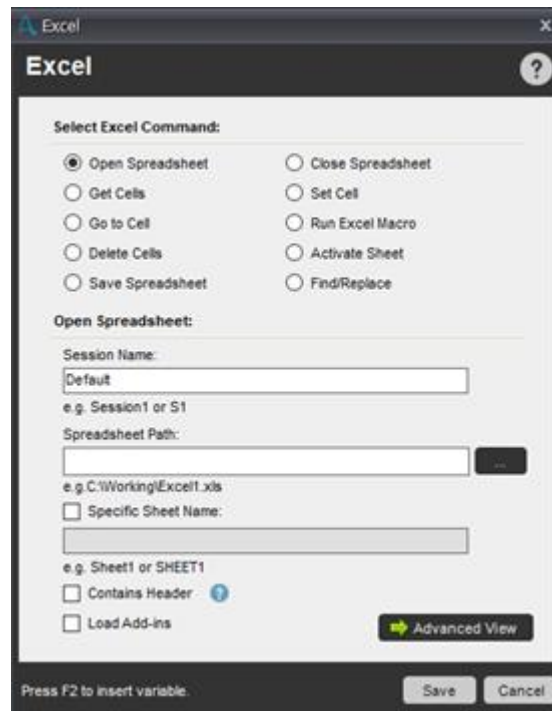 Excel
Excel
Select Excel Command:
Open Spreadsheet
Close Spreadsheet
Get Cells
Set Cell
Go to Cell
Run Excel Macro
Delete Cells
Activate Sheet
Save Spreadsheet
Find/Replace
Open Spreadsheet:
Session Name:
Default
e.g. Session1 or S1
Spreadsheet Path:
...
e.g.C:\Working\Excel1.xls
Specific Sheet Name:
e.g. Sheet1 or SHEET1
Contains Header
Load Add-ins
Advanced View
Press F2 to insert variable.
Save
Cancel